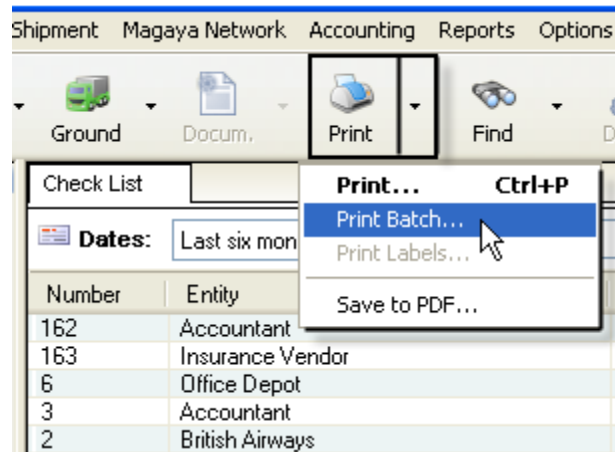 Shipment Magaya Network Accounting Reports Options
Ground Docum. Print Find
Check List
Print... Ctrl+P
Dates: Last six mon
Print Batch...
Print Labels...
Save to PDF...
Number Entity
162 Accountant
163 Insurance Vendor
6 Office Depot
3 Accountant
2 British Airways